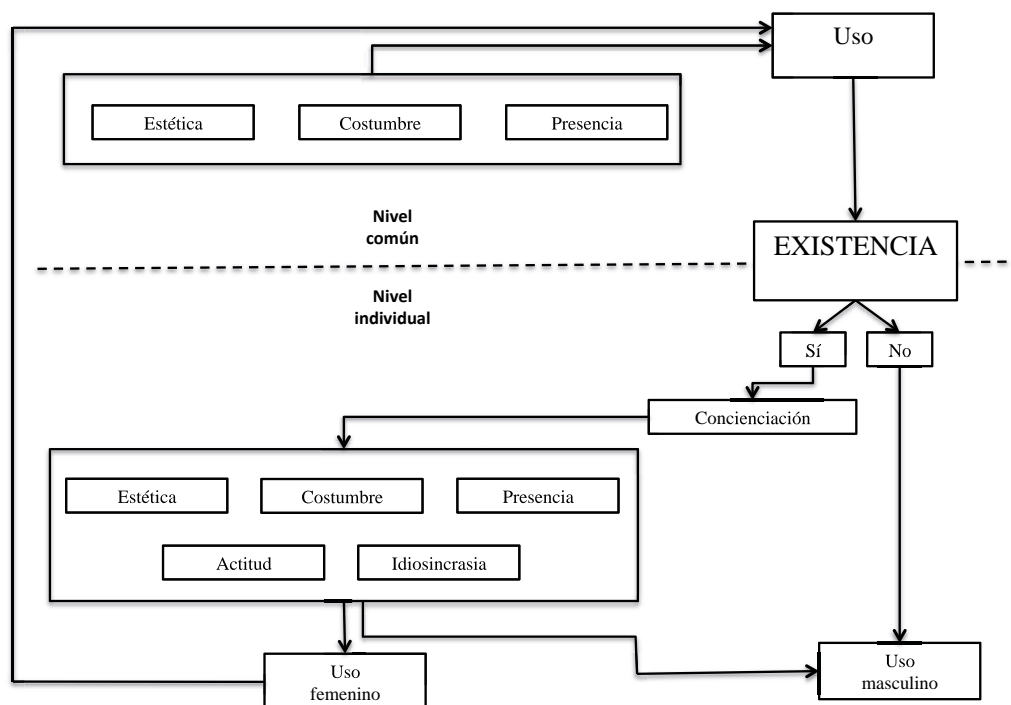 Uso
Estética
Costumbre
Presencia
Nivel
común
EXISTENCIA
Nivel
individual
Sí
No
Concienciación
Estética
Costumbre
Presencia
Actitud
Idiosincrasia
Uso
femenino
Uso
masculino